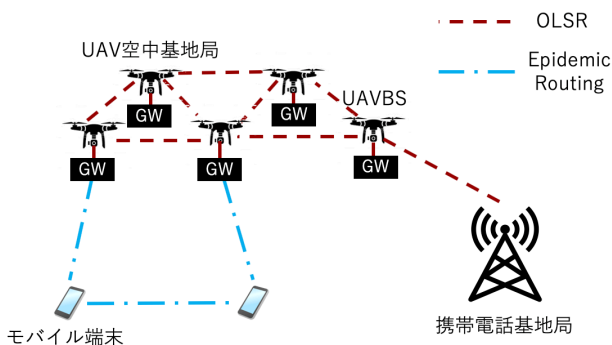 OLSR
UAV空中基地局
Epidemic
Routing
UAVBS
GW
GW
GW
GW
GW
モバイル端末
携帯電話基地局